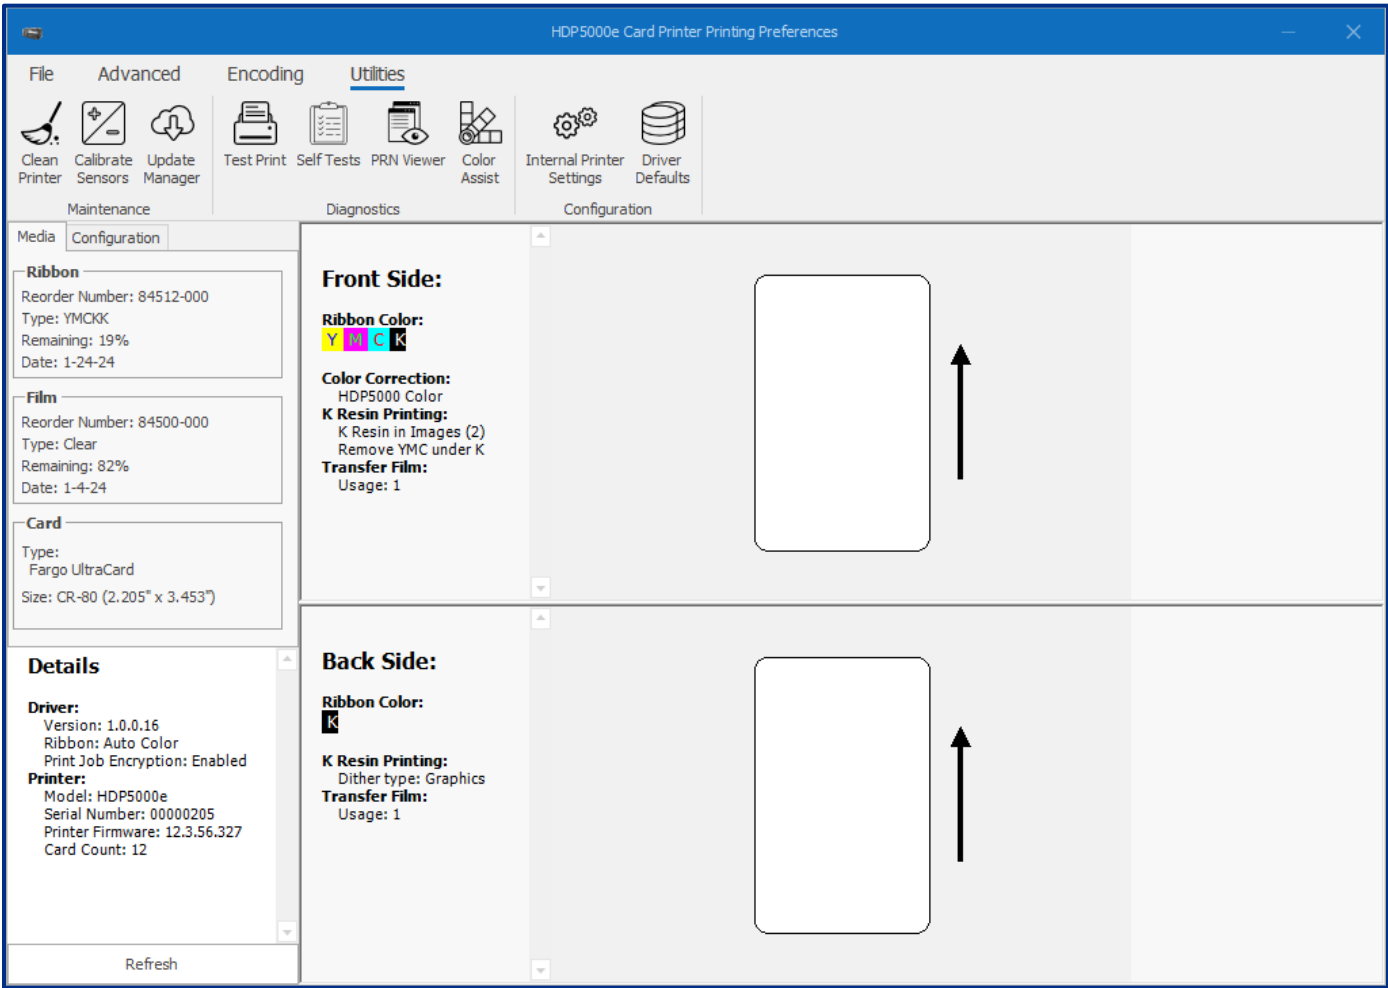 HDP5000e Card Printer Printing Preferences
File Advanced Encoding Utilities
Clean Printer
Calibrate Sensors
Update Manager
Test Print
Self Tests
PRN Viewer
Color Assist
Internal Printer Settings
Driver Defaults
Maintenance
Diagnostics
Configuration
Media Configuration
Ribbon
Reorder Number: 84512-000
Type: YMCKK
Remaining: 19%
Date: 1-24-24
Film
Reorder Number: 84500-000
Type: Clear
Remaining: 82%
Date: 1-4-24
Card
Type:
Fargo UltraCard
Size: CR-80 (2.205" x 3.453")
Details
Driver:
Version: 1.0.0.16
Ribbon: Auto Color
Print Job Encryption: Enabled
Printer:
Model: HDP5000e
Serial Number: 00000205
Printer Firmware: 12.3.56.327
Card Count: 12
Refresh
Front Side:
Ribbon Color:
Y M C K
Color Correction:
HDP5000 Color
K Resin Printing:
K Resin in Images (2)
Remove YMC under K
Transfer Film:
Usage: 1
Back Side:
Ribbon Color:
K
K Resin Printing:
Dither type: Graphics
Transfer Film:
Usage: 1